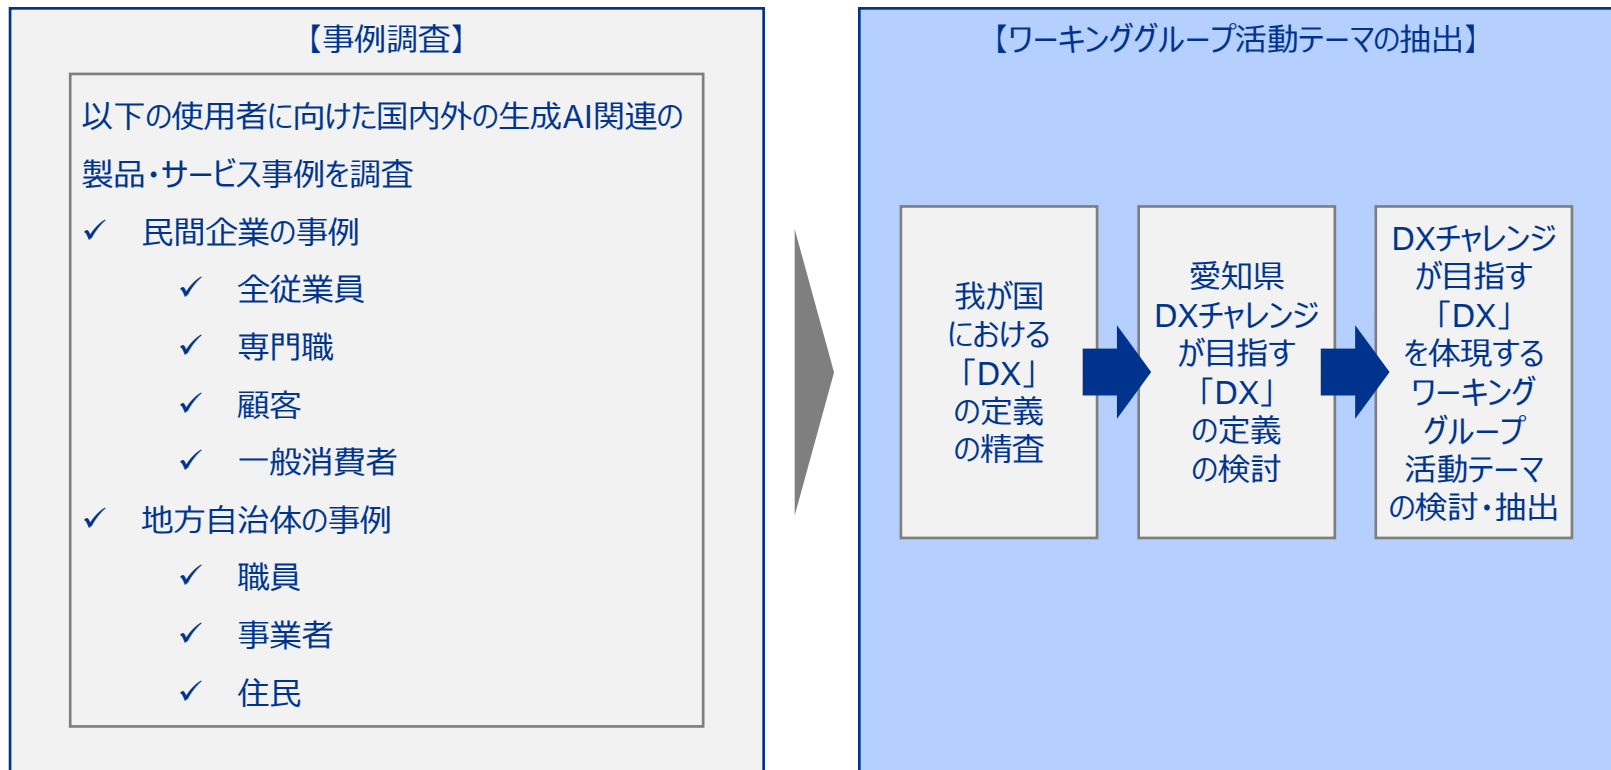 【事例調査】
以下の使用者に向けた国内外の生成AI関連の
製品・サービス事例を調査
✓ 民間企業の事例
✓ 全従業員
✓ 専門職
✓ 顧客
✓ 一般消費者
✓ 地方自治体の事例
✓ 職員
✓ 事業者
✓ 住民
【ワーキンググループ活動テーマの抽出】
我が国
における
「DX」
の定義
の精査
愛知県
DXチャレンジ
が目指す
「DX」
の定義
の検討
DXチャレンジ
が目指す
「DX」
を体現する
ワーキング
グループ
活動テーマ
の検討・抽出